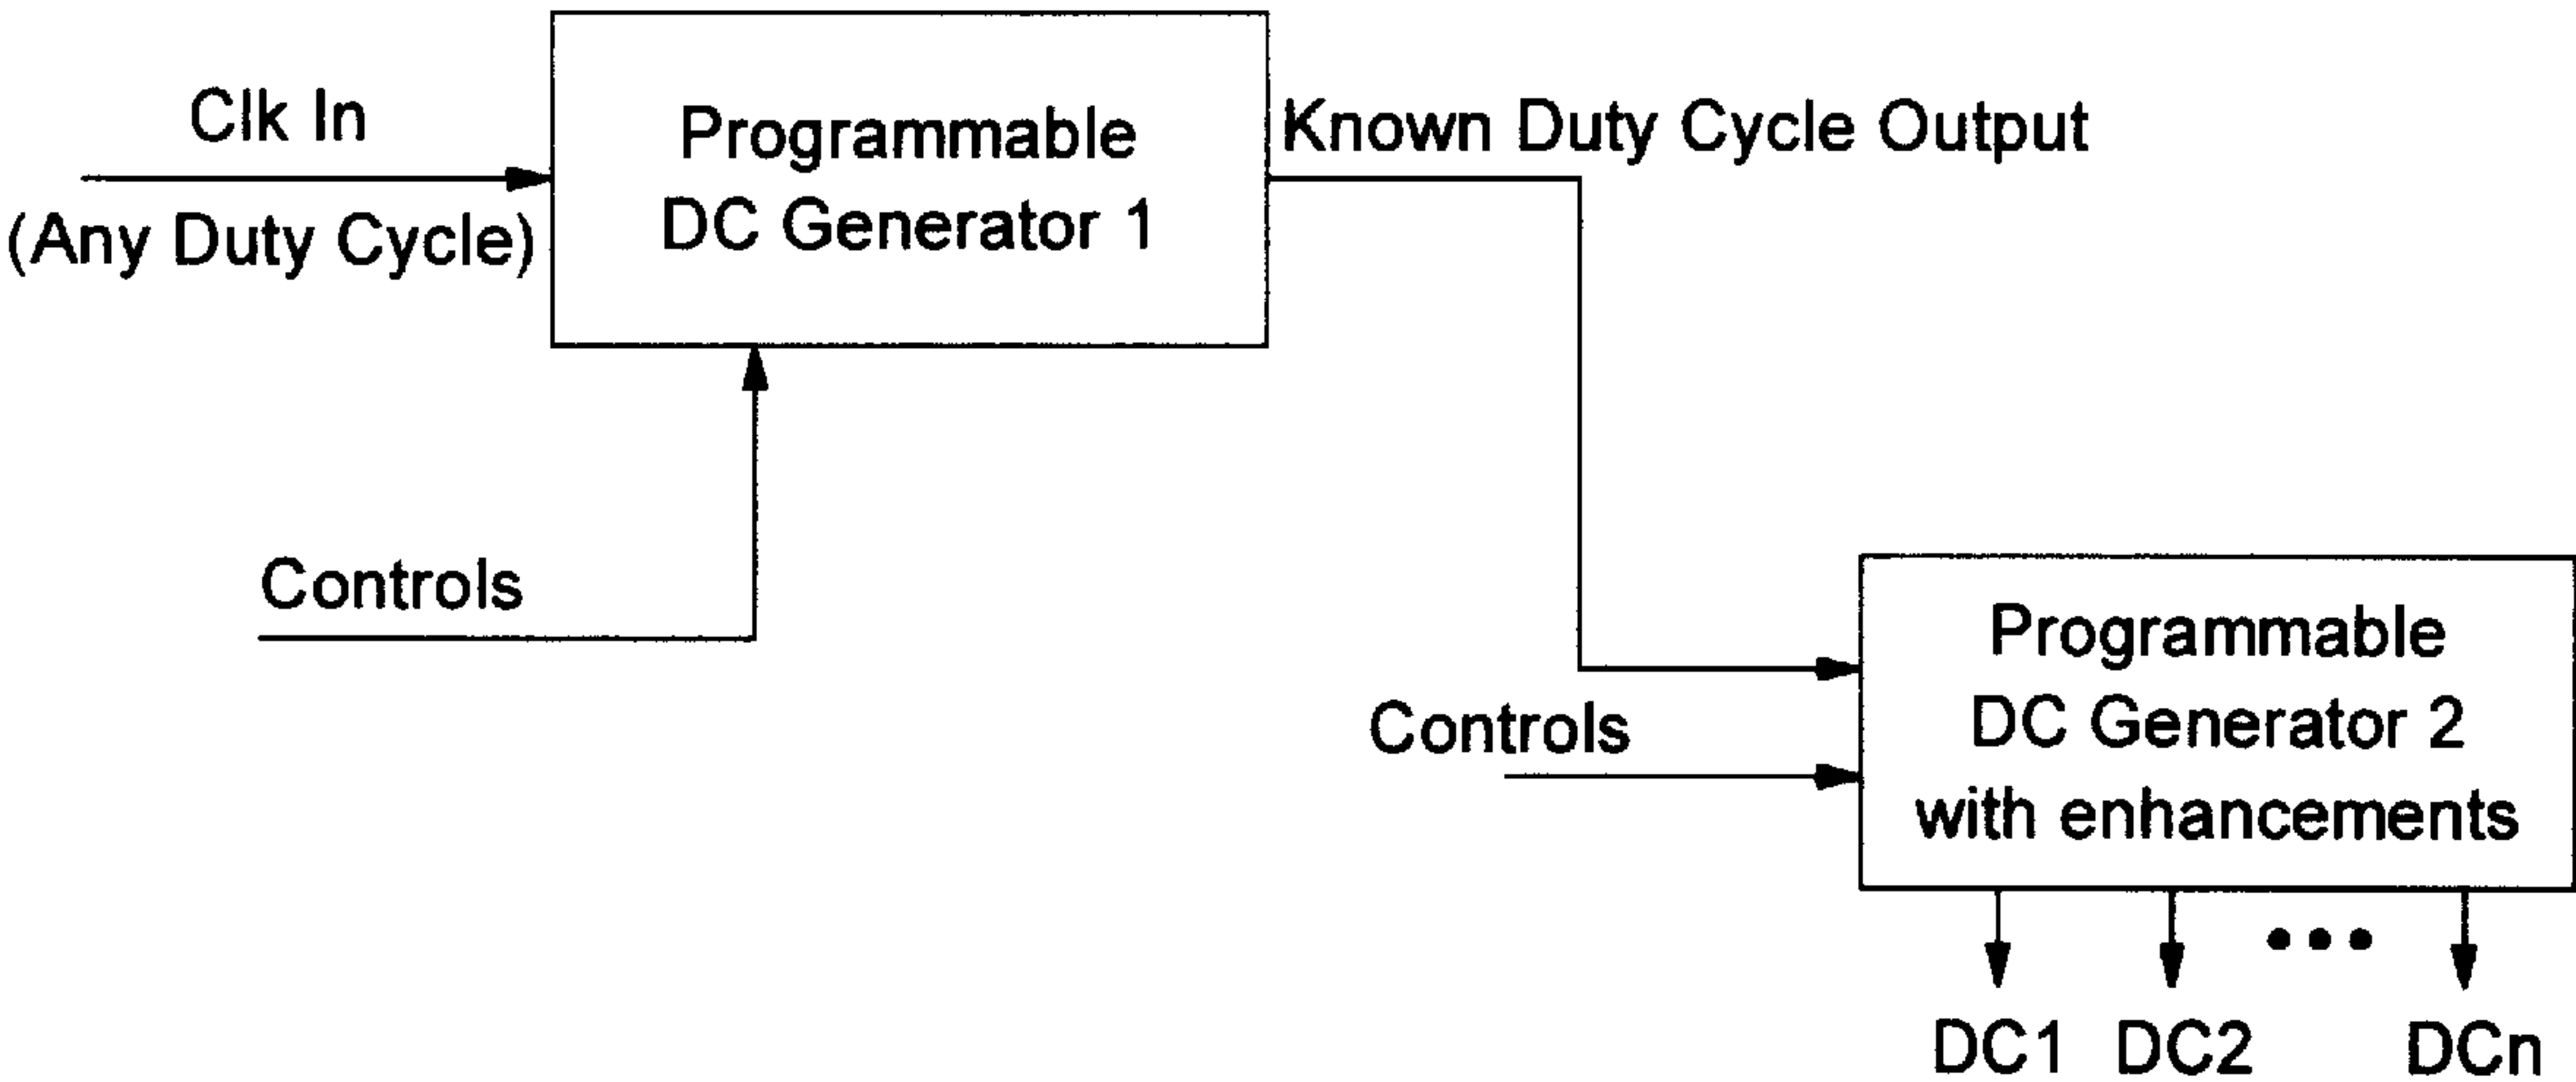 Clk In
(Any Duty Cycle)
Programmable
DC Generator 1
Known Duty Cycle Output
Controls
Controls
Programmable
DC Generator 2
with enhancements
DC1 DC2 ••• DCn